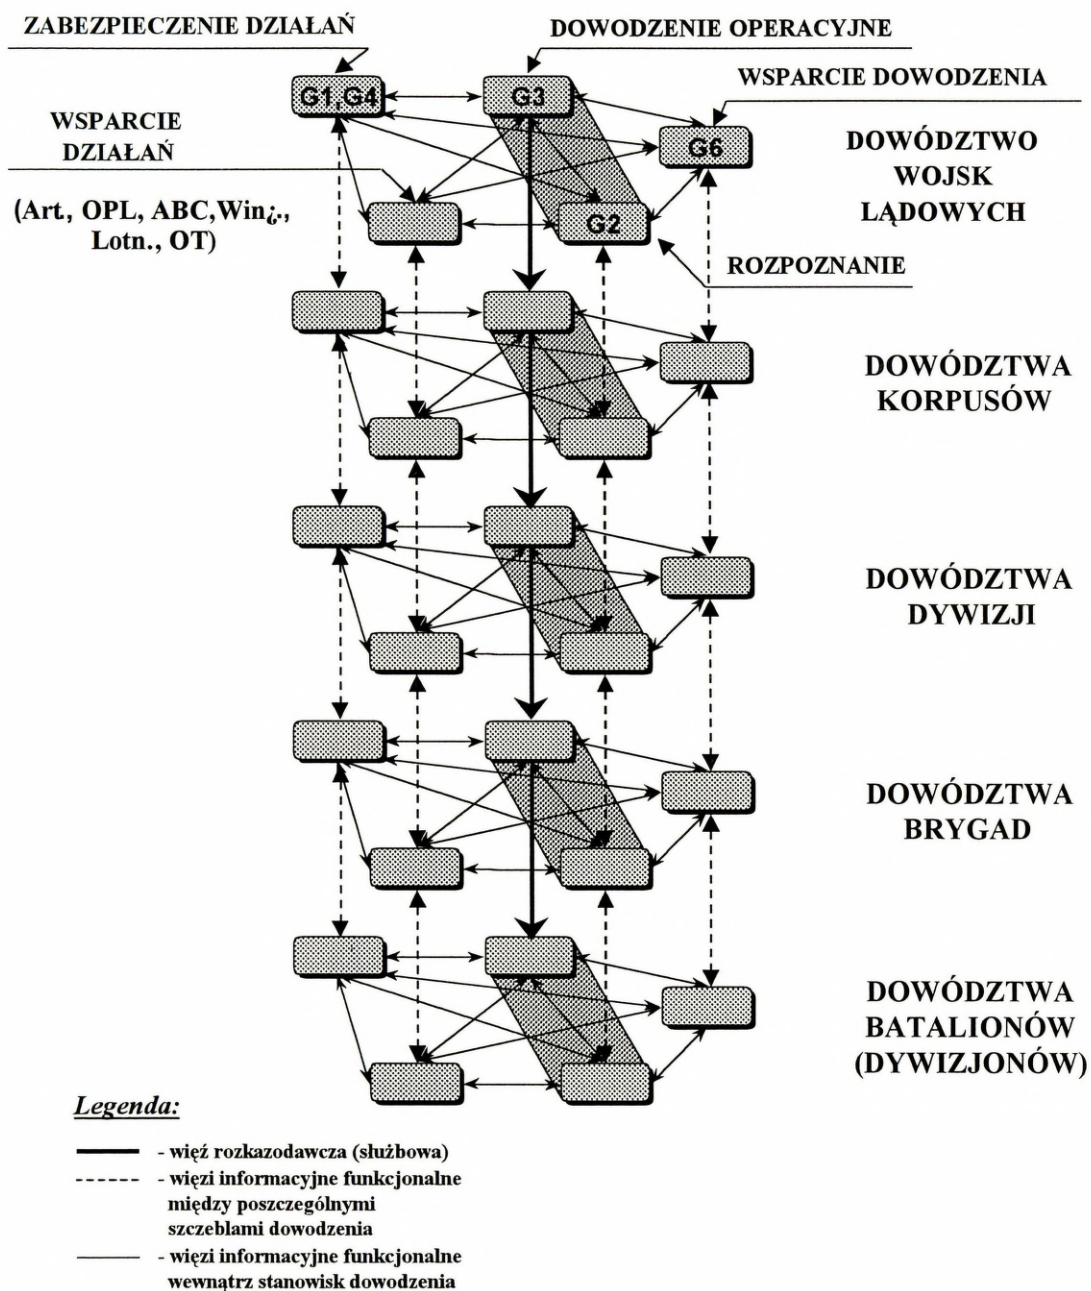 ZABEZPIECZENIE DZIAŁAŃ
DOWODZENIE OPERACYJNE
WSPARCIE DOWODZENIA
G1,G4
G3
G6
WSPARCIE
DZIAŁAŃ
(Art., OPL, ABC,Win¿.,
Lotn., OT)
G2
DOWÓDZTWO
WOJSK
LĄDOWYCH
ROZPOZNANIE
DOWÓDZTWA
KORPUSÓW
DOWÓDZTWA
DYWIZJI
DOWÓDZTWA
BRYGAD
DOWÓDZTWA
BATALIONÓW
(DYWIZJONÓW)
Legenda:
- więź rozkazodawcza (służbowa)
- więzi informacyjne funkcjonalne
między poszczególnymi
szczeblami dowodzenia
- więzi informacyjne funkcjonalne
wewnątrz stanowisk dowodzenia